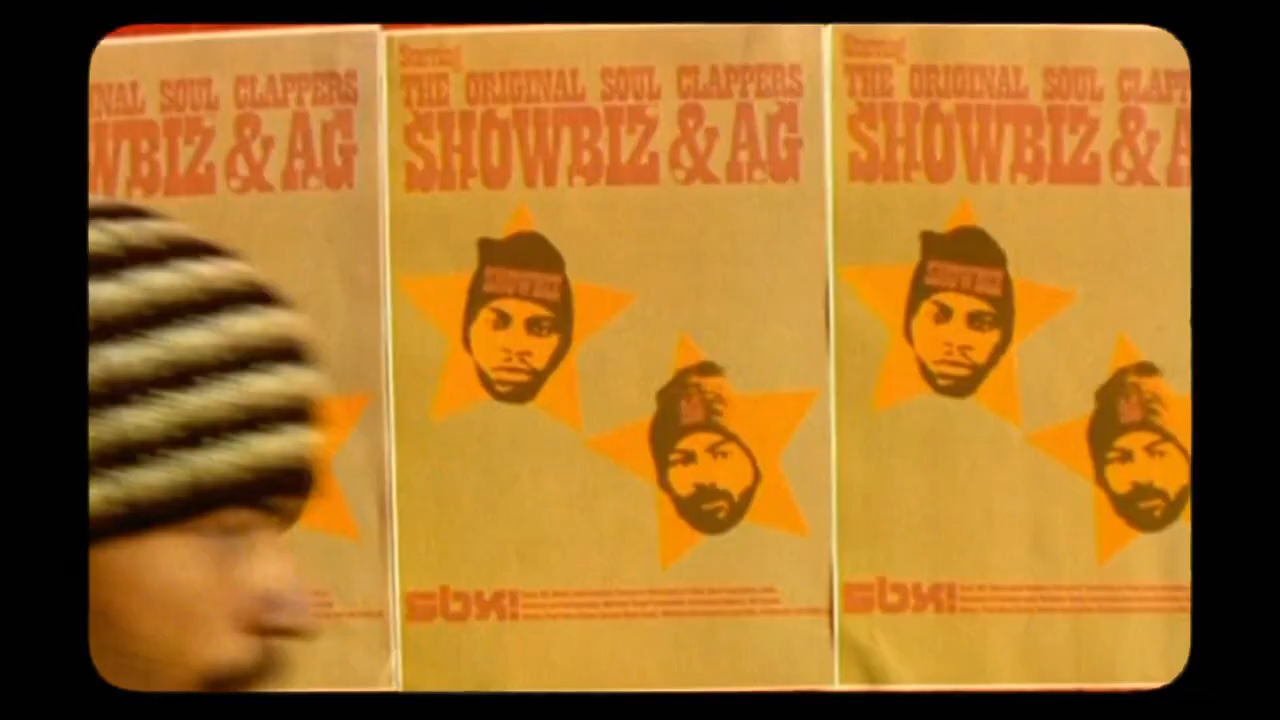 Starring
THE ORIGINAL SOUL CLAPPERS
SHOWBIZ & AG
SHOWBIZ
sbx!
NAL SOUL CLAPPERS
WBIZ & AG
Starring
THE ORIGINAL SOUL CLAPP
SHOWBIZ & A
SHOWBIZ
sbx!